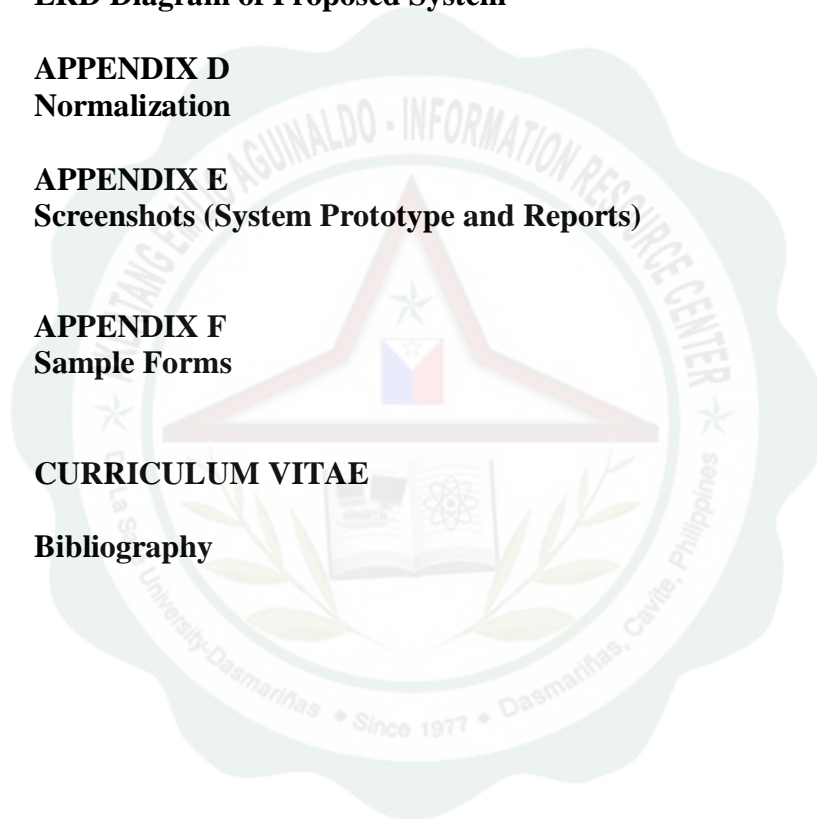 ERD Diagram of Proposed System
APPENDIX D
Normalization
APPENDIX E
Screenshots (System Prototype and Reports)
APPENDIX F
Sample Forms
CURRICULUM VITAE
Bibliography
AGUINALDO - INFORMATION RESOURCE CENTER
De La Salle University-Dasmariñas • Since 1977 • Dasmariñas, Cavite, Philippines